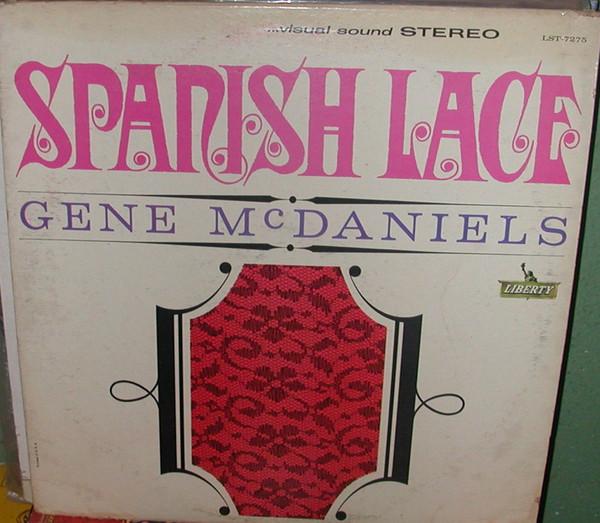 ...visual sound STEREO
LST-7275
SPANISH LACE
GENE McDANIELS
LIBERTY